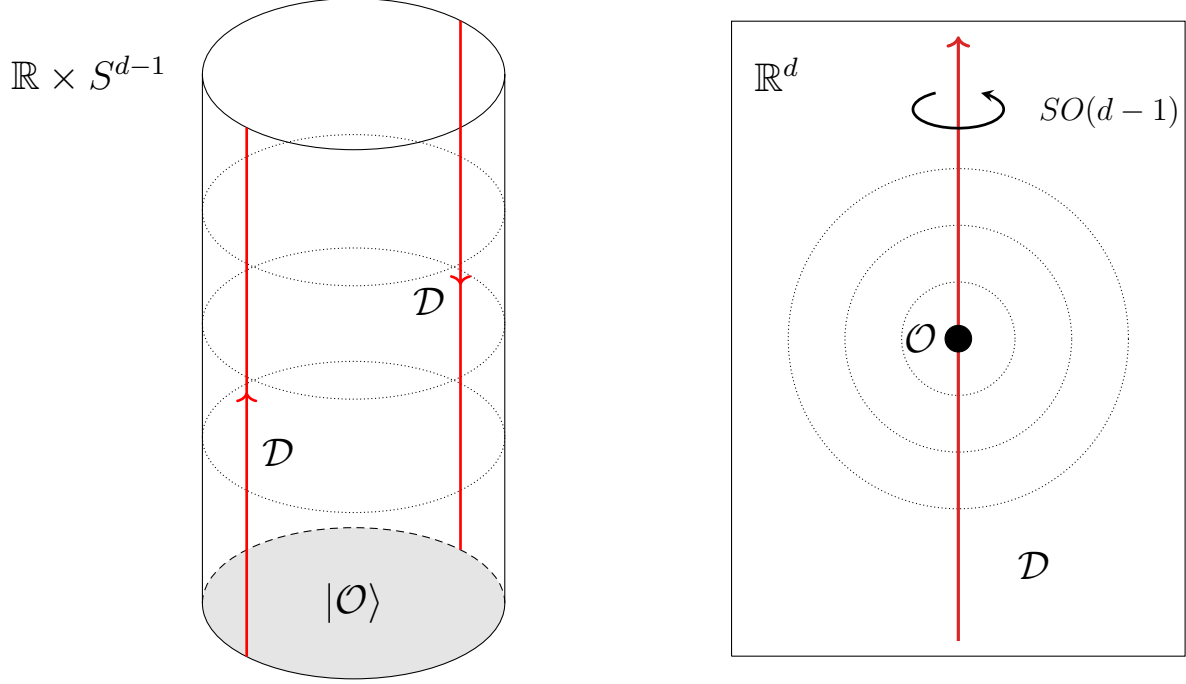 ℝ × S^{d−1}
𝒟
𝒟
|𝒪⟩
ℝ^d
SO(d − 1)
𝒪
𝒟